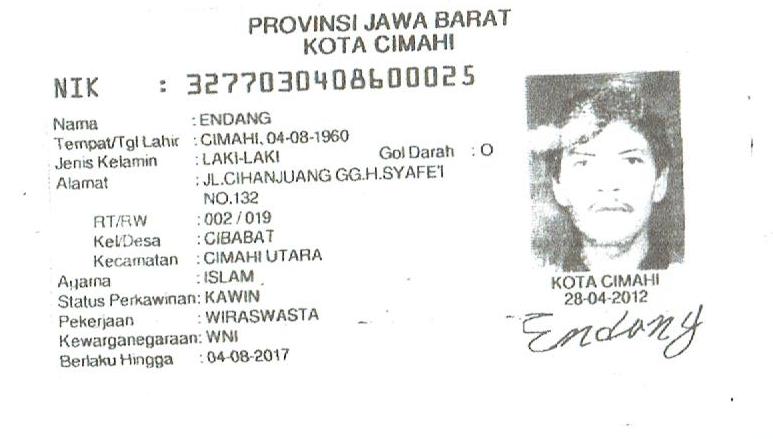 PROVINSI JAWA BARAT
KOTA CIMAHI
NIK : 3277030408600025
Nama : ENDANG
Tempat/Tgl Lahir : CIMAHI, 04-08-1960
Jenis Kelamin : LAKI-LAKI Gol Darah : O
Alamat : JL.CIHANJUANG GG.H.SYAFE'I
NO.132
RT/RW : 002 / 019
Kel/Desa : CIBABAT
Kecamatan : CIMAHI UTARA
Agama : ISLAM
Status Perkawinan: KAWIN
Pekerjaan : WIRASWASTA
Kewarganegaraan: WNI
Berlaku Hingga : 04-08-2017
KOTA CIMAHI
28-04-2012
Endang